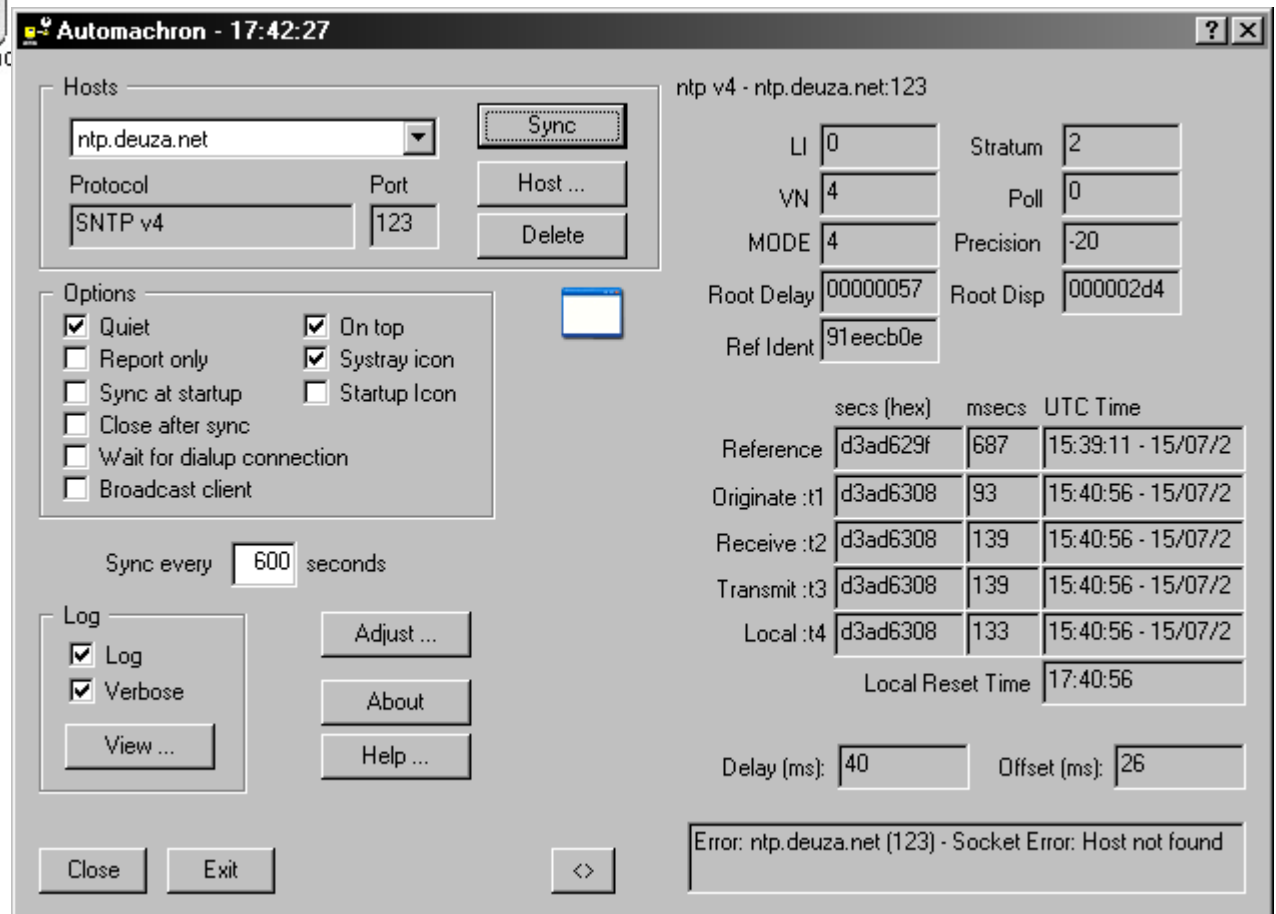 Automachron - 17:42:27
Hosts
ntp.deuza.net
Sync
Protocol Port
Host ...
SNTP v4 123
Delete
Options
Quiet On top
Report only Systray icon
Sync at startup Startup Icon
Close after sync
Wait for dialup connection
Broadcast client
Sync every 600 seconds
Log
Log
Verbose
View ...
Adjust ...
About
Help ...
Close Exit <>
ntp v4 - ntp.deuza.net:123
LI 0 Stratum 2
VN 4 Poll 0
MODE 4 Precision -20
Root Delay 00000057 Root Disp 000002d4
Ref Ident 91eecb0e
secs (hex) msecs UTC Time
Reference d3ad629f 687 15:39:11 - 15/07/2
Originate :t1 d3ad6308 93 15:40:56 - 15/07/2
Receive :t2 d3ad6308 139 15:40:56 - 15/07/2
Transmit :t3 d3ad6308 139 15:40:56 - 15/07/2
Local :t4 d3ad6308 133 15:40:56 - 15/07/2
Local Reset Time 17:40:56
Delay (ms): 40 Offset (ms): 26
Error: ntp.deuza.net (123) - Socket Error: Host not found